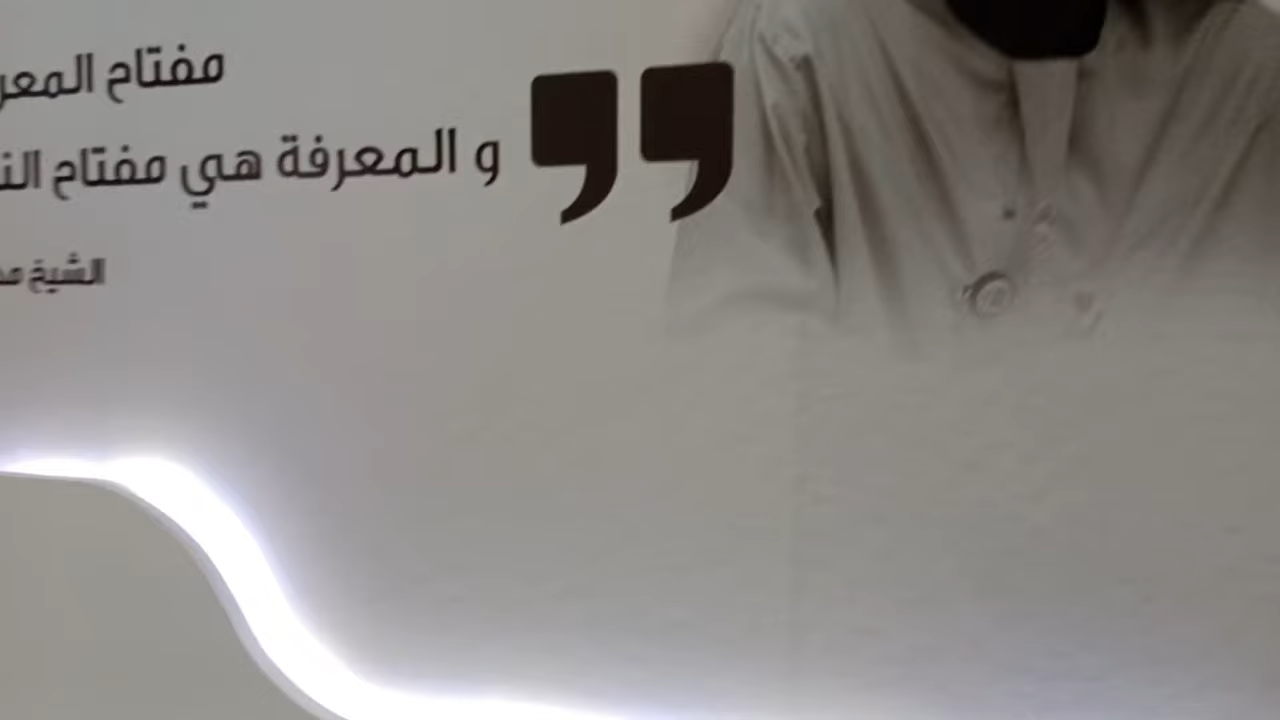 مفتاح
و المعرفة هي مفتاح
الشيخ